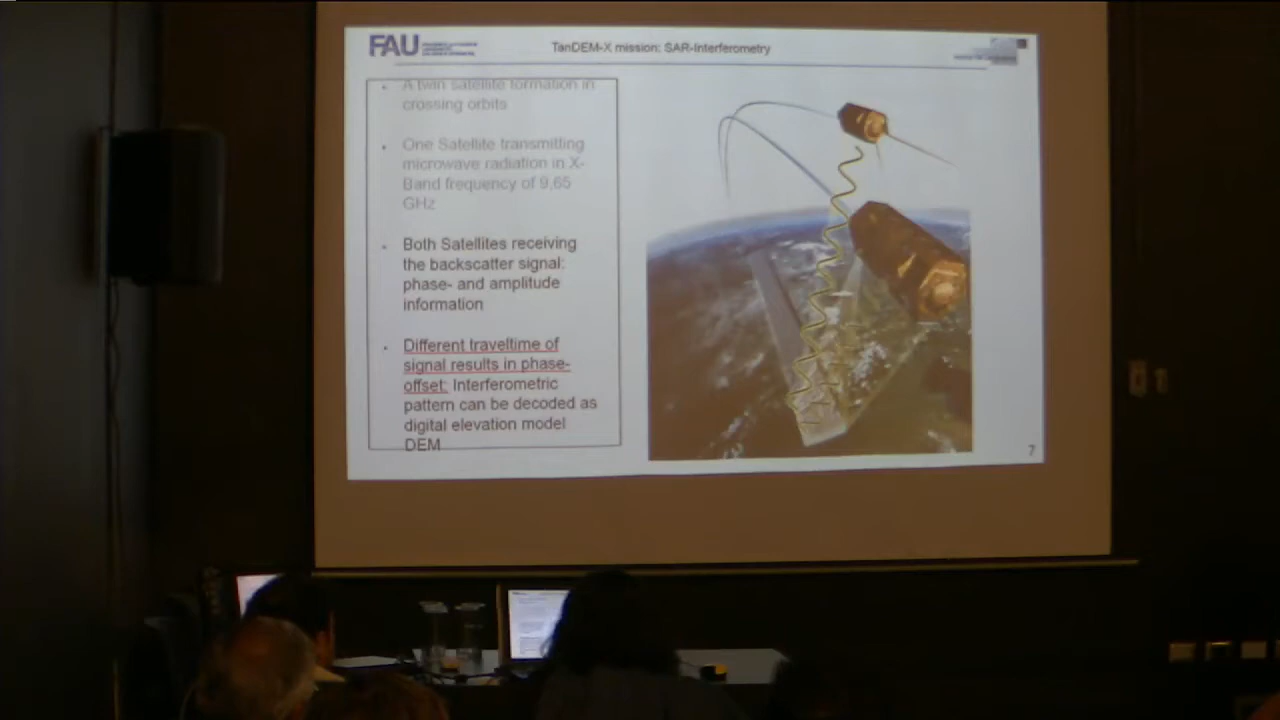 FAU
TanDEM-X mission: SAR-Interferometry
A twin satellite formation in
crossing orbits
One Satellite transmitting
microwave radiation in X-
Band frequency of 9,65
GHz
Both Satellites receiving
the backscatter signal:
phase- and amplitude
information
Different traveltime of
signal results in phase-
offset: Interferometric
pattern can be decoded as
digital elevation model
DEM
7